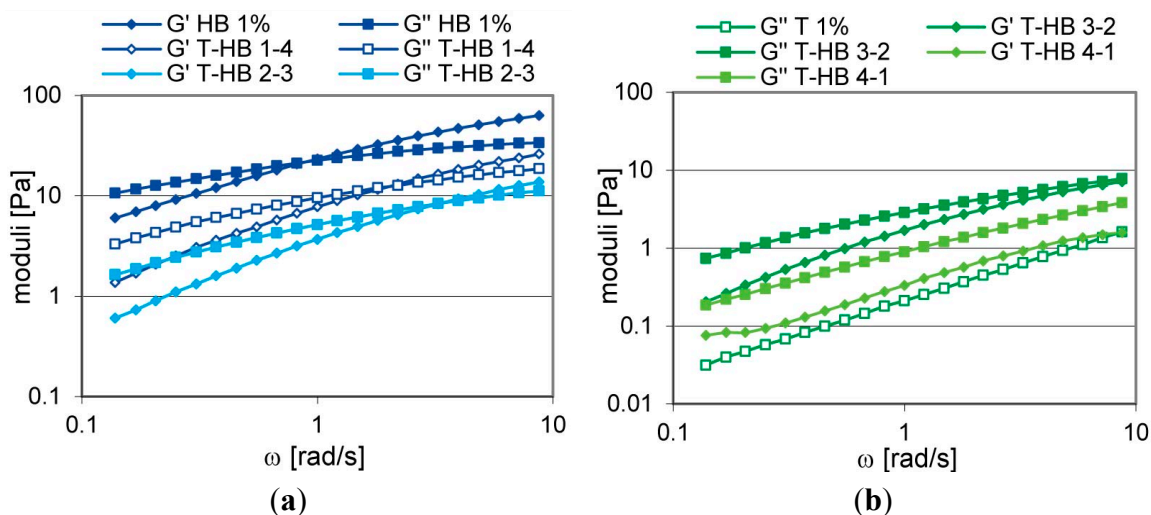 G' HB 1% G'' HB 1%
G' T-HB 1-4 G'' T-HB 1-4
G' T-HB 2-3 G'' T-HB 2-3
100
10
1
0.1
moduli [Pa]
0.1 1 10
ω [rad/s]
(a)
G'' T 1% G' T-HB 3-2
G'' T-HB 3-2 G' T-HB 4-1
G'' T-HB 4-1
100
10
1
0.1
0.01
moduli [Pa]
0.1 1 10
ω [rad/s]
(b)